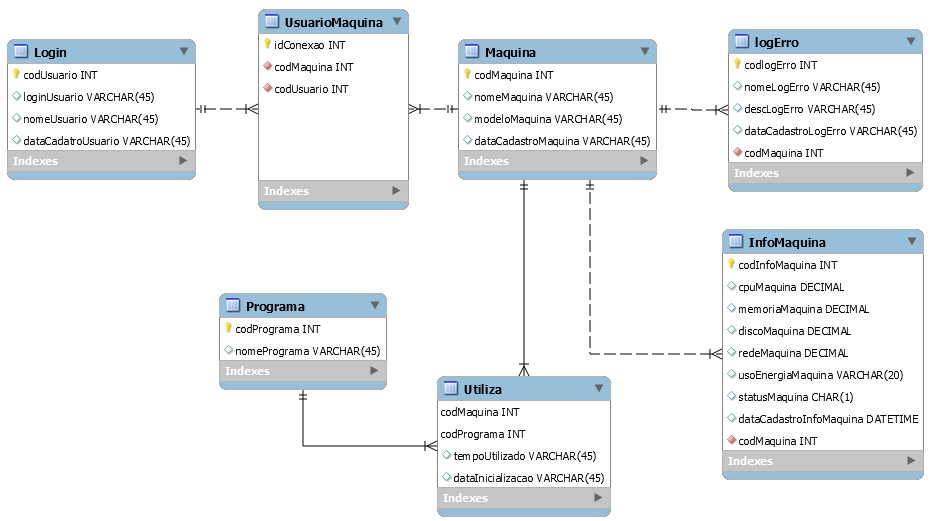 Login
codUsuario INT
loginUsuario VARCHAR(45)
nomeUsuario VARCHAR(45)
dataCadatroUsuario VARCHAR(45)
Indexes
UsuarioMaquina
idConexao INT
codMaquina INT
codUsuario INT
Indexes
Maquina
codMaquina INT
nomeMaquina VARCHAR(45)
modeloMaquina VARCHAR(45)
dataCadastroMaquina VARCHAR(45)
Indexes
logErro
codlogErro INT
nomeLogErro VARCHAR(45)
descLogErro VARCHAR(45)
dataCadastroLogErro VARCHAR(45)
codMaquina INT
Indexes
Programa
codPrograma INT
nomePrograma VARCHAR(45)
Indexes
Utiliza
codMaquina INT
codPrograma INT
tempoUtilizado VARCHAR(45)
dataInicializacao VARCHAR(45)
Indexes
InfoMaquina
codInfoMaquina INT
cpuMaquina DECIMAL
memoriaMaquina DECIMAL
discoMaquina DECIMAL
redeMaquina DECIMAL
usoEnergiaMaquina VARCHAR(20)
statusMaquina CHAR(1)
dataCadastroInfoMaquina DATETIME
codMaquina INT
Indexes